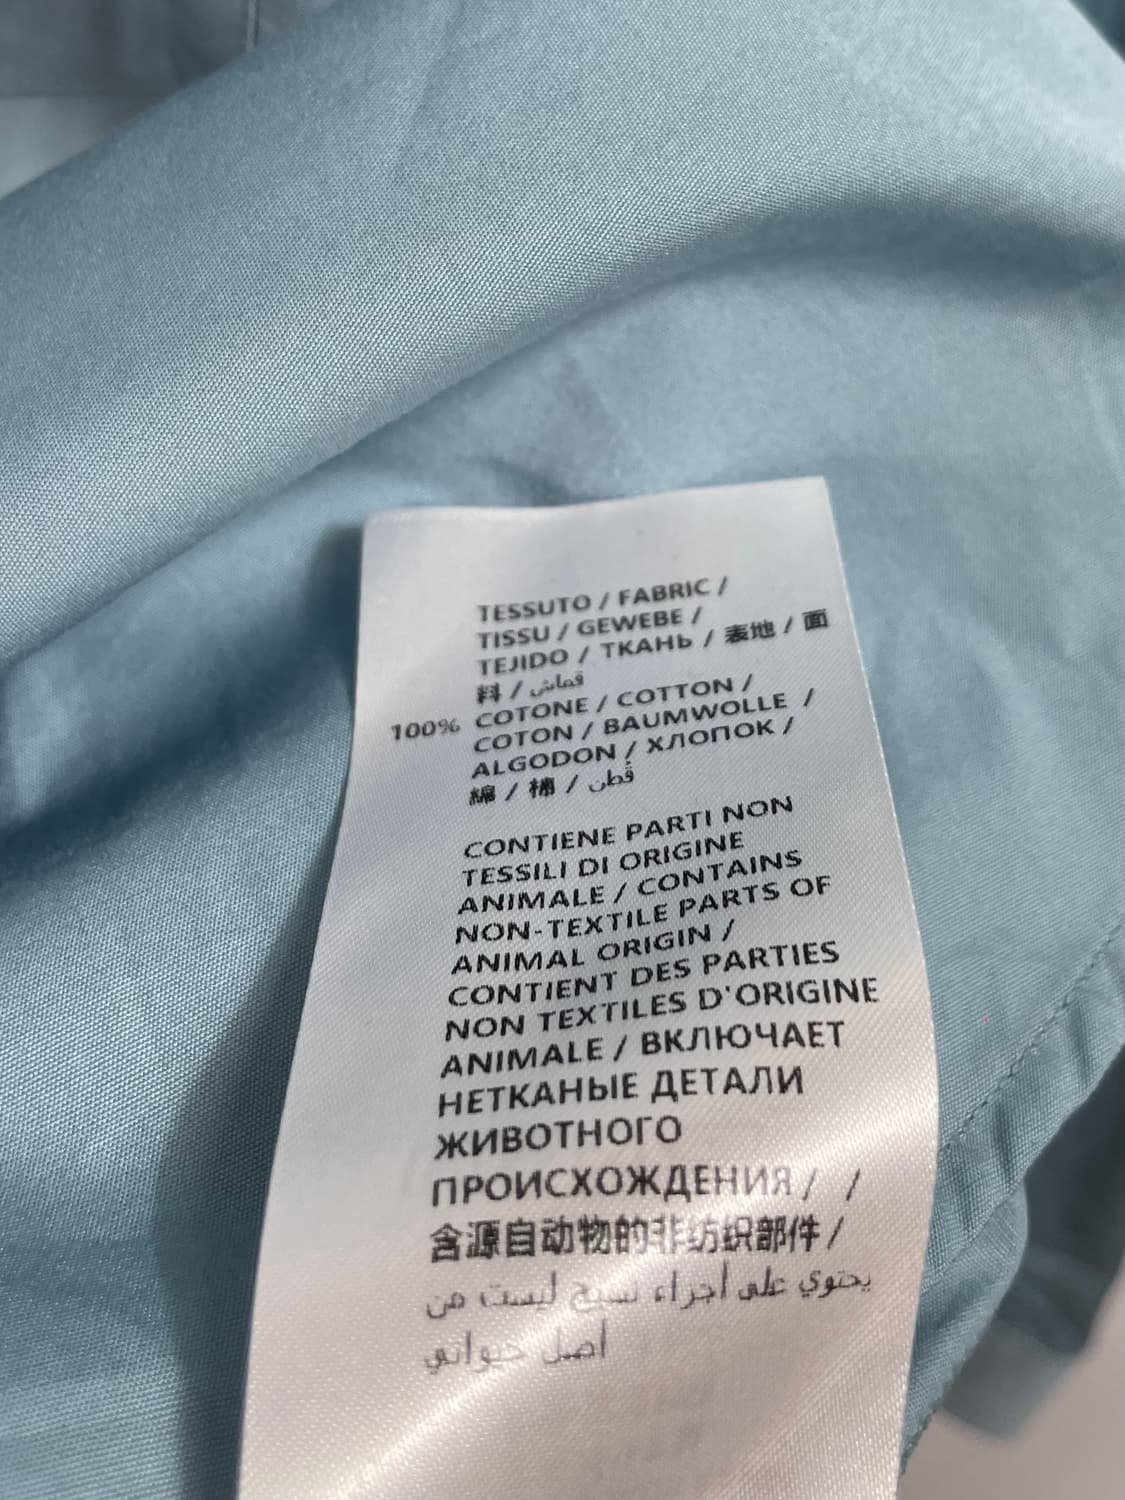 TESSUTO / FABRIC /
TISSU / GEWEBE /
TEJIDO / ТКАНЬ / 表地 / 面
料 / قماش
100% COTONE / COTTON /
COTON / BAUMWOLLE /
ALGODON / ХЛОПОК /
綿 / 棉 / قُطن
CONTIENE PARTI NON
TESSILI DI ORIGINE
ANIMALE / CONTAINS
NON-TEXTILE PARTS OF
ANIMAL ORIGIN /
CONTIENT DES PARTIES
NON TEXTILES D'ORIGINE
ANIMALE / ВКЛЮЧАЕТ
НЕТКАНЫЕ ДЕТАЛИ
ЖИВОТНОГО
ПРОИСХОЖДЕНИЯ / /
含源自动物的非纺织部件 /
يحتوي على أجزاء نسيج ليست من
أصل حيواني